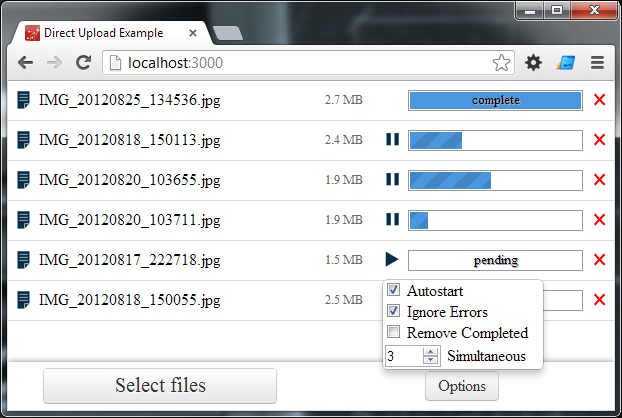 Direct Upload Example
localhost:3000
IMG_20120825_134536.jpg 2.7 MB complete
IMG_20120818_150113.jpg 2.4 MB
IMG_20120820_103655.jpg 1.9 MB
IMG_20120820_103711.jpg 1.9 MB
IMG_20120817_222718.jpg 1.5 MB pending
IMG_20120818_150055.jpg 2.5 MB
Autostart
Ignore Errors
Remove Completed
3 Simultaneous
Select files Options